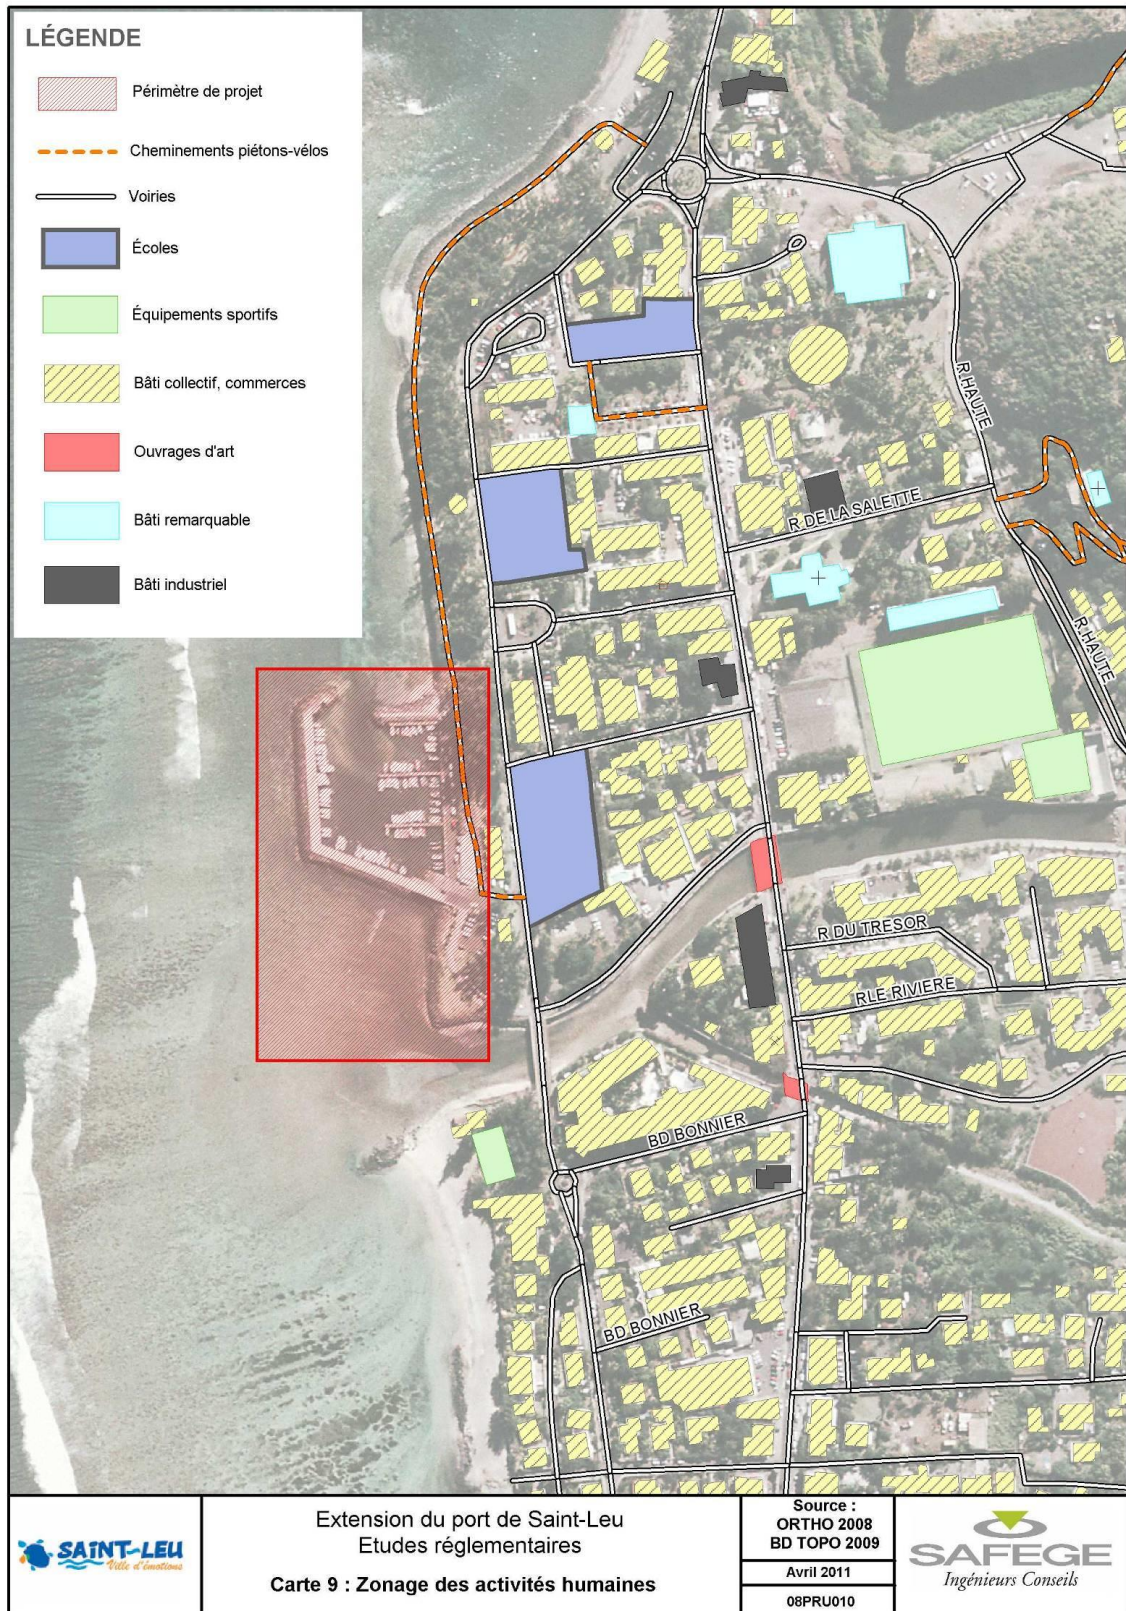 LÉGENDE
Périmètre de projet
Cheminements piétons-vélos
Voiries
Écoles
Équipements sportifs
Bâti collectif, commerces
Ouvrages d'art
Bâti remarquable
Bâti industriel
R HAUTE
R DE LA SALETTE
R HAUTE
R DU TRESOR
RLE RIVIERE
BD BONNIER
BD BONNIER
SAINT-LEU
Ville d'émotions
Extension du port de Saint-Leu
Etudes réglementaires
Carte 9 : Zonage des activités humaines
Source :
ORTHO 2008
BD TOPO 2009
Avril 2011
08PRU010
SAFEGE
Ingénieurs Conseils